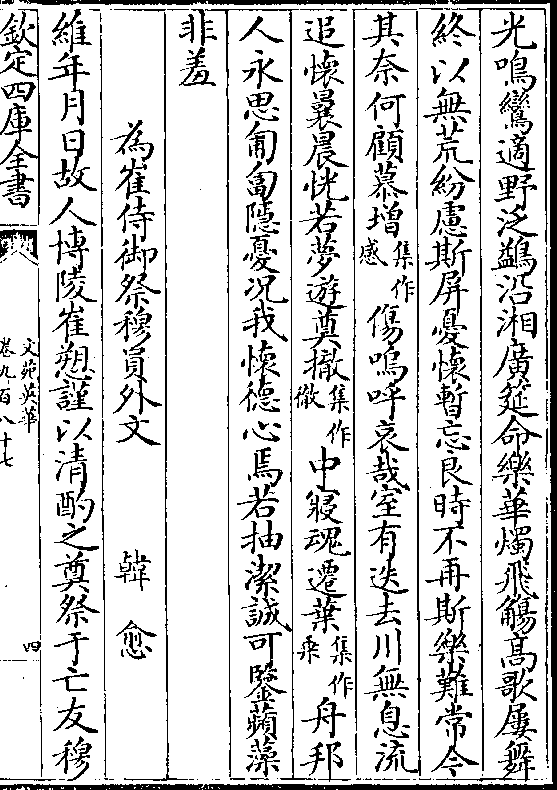 光鳴鸞適野泛鷁沿湘廣筵命樂華燭飛觴髙歌屢舞
終以無荒紛慮斯屏憂懷暫忘良時不再斯樂難常今
其奈何顧慕增集作感傷嗚呼哀哉室有迭去川無息流
追懷曩晨恍若夢遊奠撤集作徹中寢魂遷葉集作乘舟邦
人永思匍匐隱憂况我懷德心焉若抽潔誠可鑒蘋藻
非羞
為崔侍御祭穆員外文 韓愈
維年月日故人博陵崔愬謹以清酌之奠祭于亡友穆
欽定四庫全書
文苑英華
卷九百八十七
四